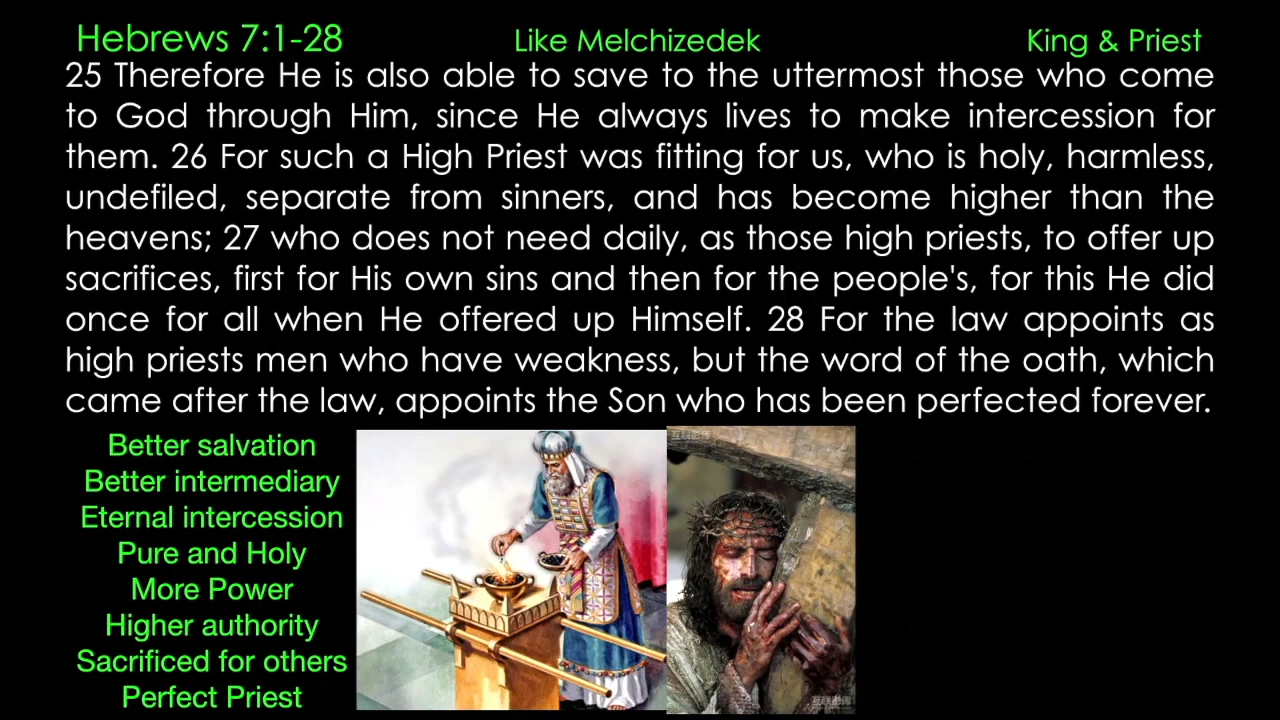 Hebrews 7:1-28
Like Melchizedek
King & Priest
25 Therefore He is also able to save to the uttermost those who come
to God through Him, since He always lives to make intercession for
them. 26 For such a High Priest was fitting for us, who is holy, harmless,
undefiled, separate from sinners, and has become higher than the
heavens; 27 who does not need daily, as those high priests, to offer up
sacrifices, first for His own sins and then for the people's, for this He did
once for all when He offered up Himself. 28 For the law appoints as
high priests men who have weakness, but the word of the oath, which
came after the law, appoints the Son who has been perfected forever.
Better salvation
Better intermediary
Eternal intercession
Pure and Holy
More Power
Higher authority
Sacrificed for others
Perfect Priest